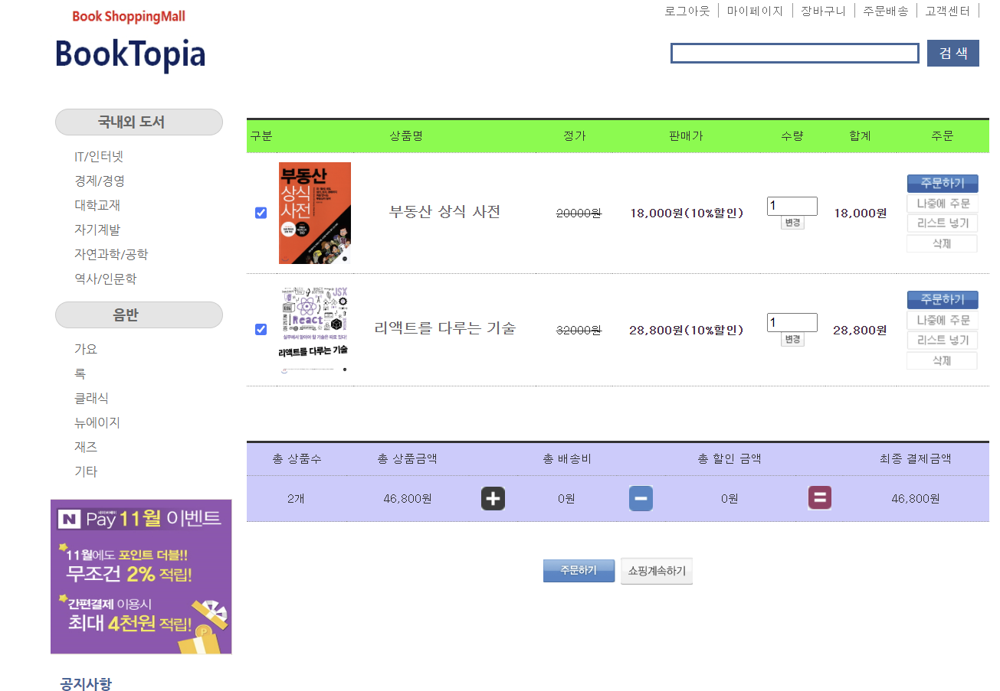 Book ShoppingMall
BookTopia
로그아웃 마이페이지 장바구니 주문배송 고객센터
검 색
국내외 도서
IT/인터넷
경제/경영
대학교재
자기계발
자연과학/공학
역사/인문학
음반
가요
록
클래식
뉴에이지
재즈
기타
N Pay 11월 이벤트
11월에도 포인트 더블!!
무조건 2% 적립!
간편결제 이용시
최대 4천원 적립!
P
공지사항
구분 상품명 정가 판매가 수량 합계 주문
부동산
상식
사전
부동산 상식 사전 20000원 18,000원(10%할인) 1 변경 18,000원
주문하기
나중에 주문
리스트 넣기
삭제
JSX
React
실무에서 알아야 할 기술은 따로 있다!
리액트를 다루는 기술
리액트를 다루는 기술 32000원 28,800원(10%할인) 1 변경 28,800원
주문하기
나중에 주문
리스트 넣기
삭제
총 상품수 총 상품금액 총 배송비 총 할인 금액 최종 결제금액
2개 46,800원 + 0원 − 0원 = 46,800원
주문하기 쇼핑계속하기